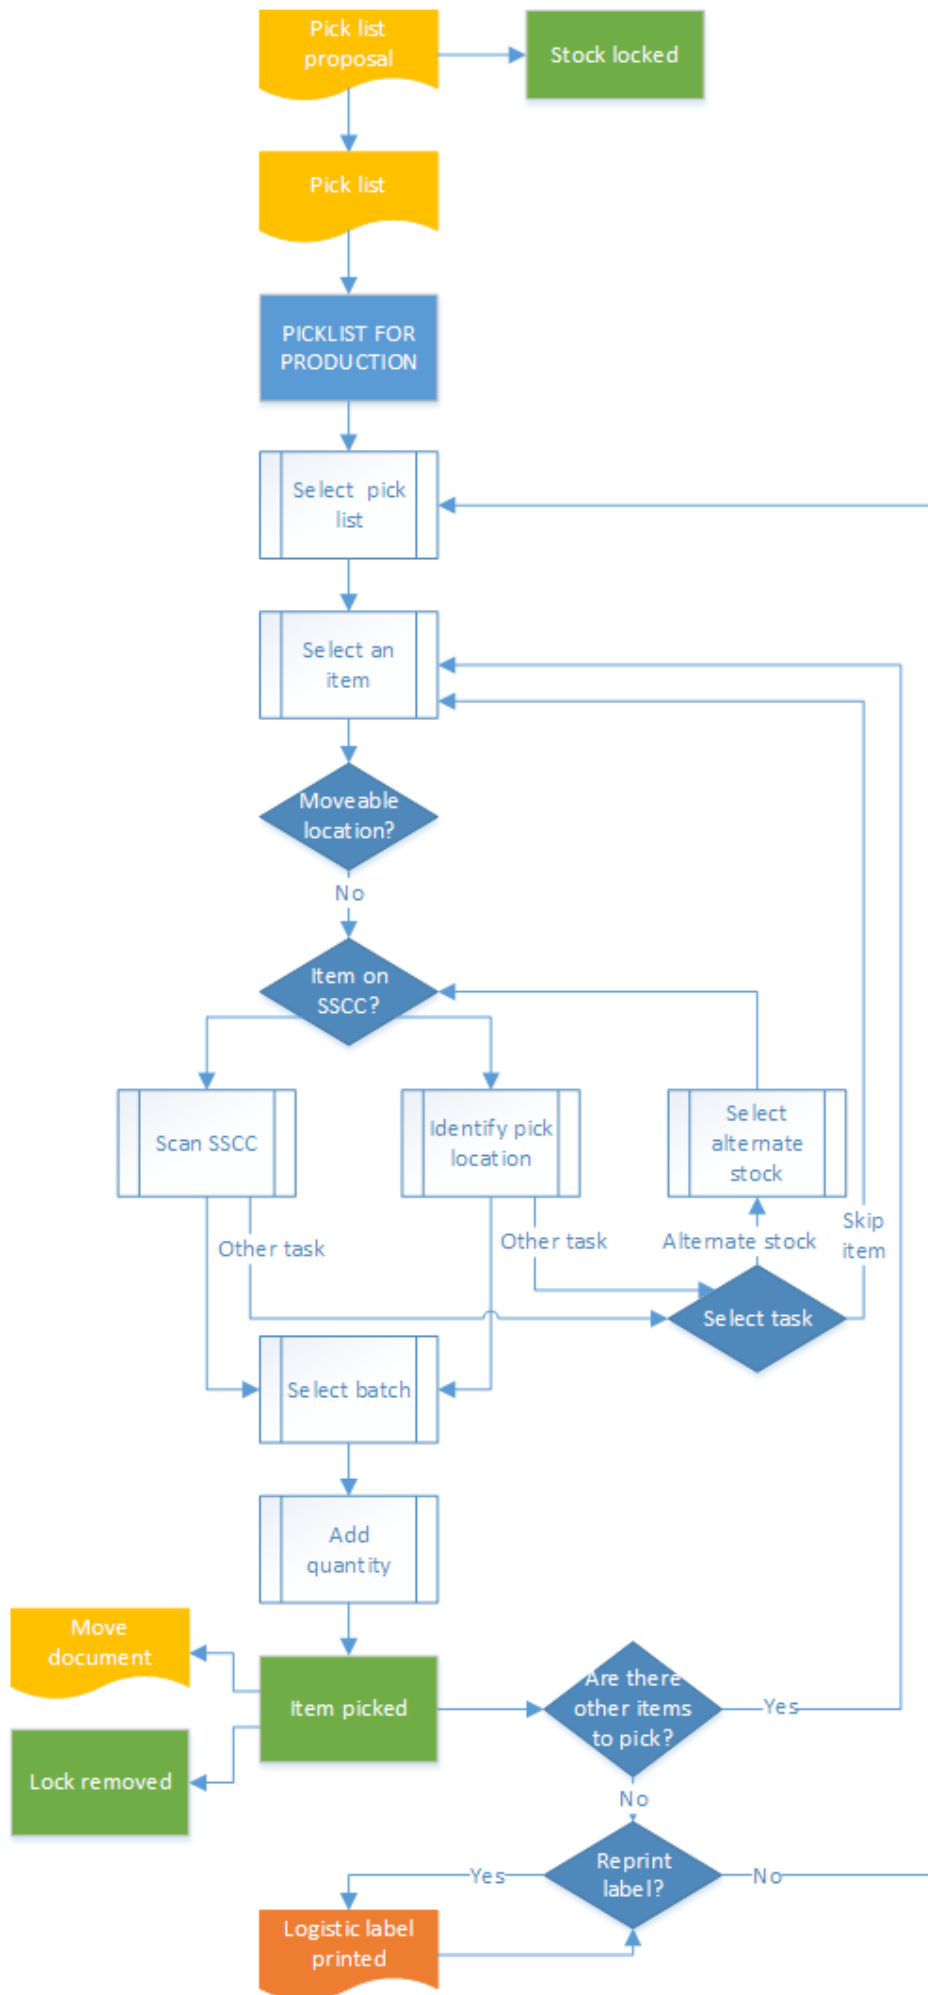 Pick list
proposal
Stock locked
Pick list
PICKLIST FOR
PRODUCTION
Select pick
list
Select an
item
Moveable
location?
No
Item on
SSCC?
Scan SSCC
Identify pick
location
Select
alternate
stock
Other task
Other task
Alternate stock
Skip
item
Select task
Select batch
Add
quantity
Move
document
Item picked
Are there
other items
to pick?
Yes
Lock removed
No
Reprint
label?
Yes
No
Logistic label
printed